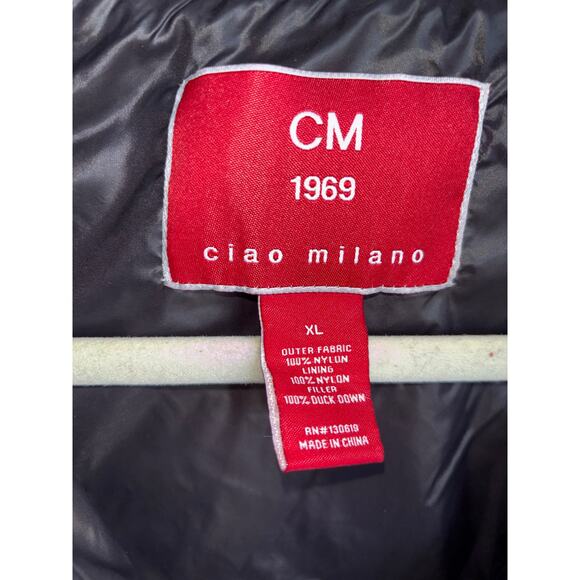 CM
1969
ciao milano
XL
OUTER FABRIC
100% NYLON
LINING
100% NYLON
FILLER
100% DUCK DOWN
RN#130619
MADE IN CHINA